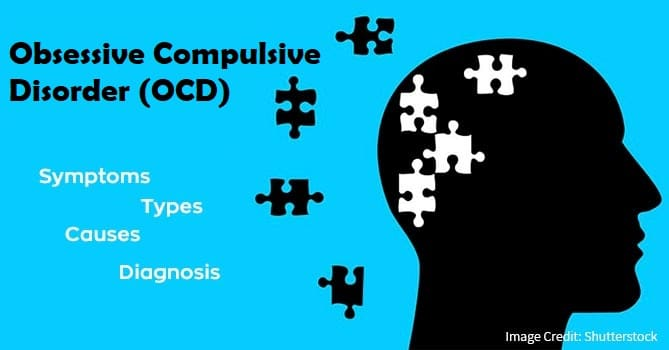 Obsessive Compulsive
Disorder (OCD)
Symptoms
Types
Causes
Diagnosis
Image Credit: Shutterstock